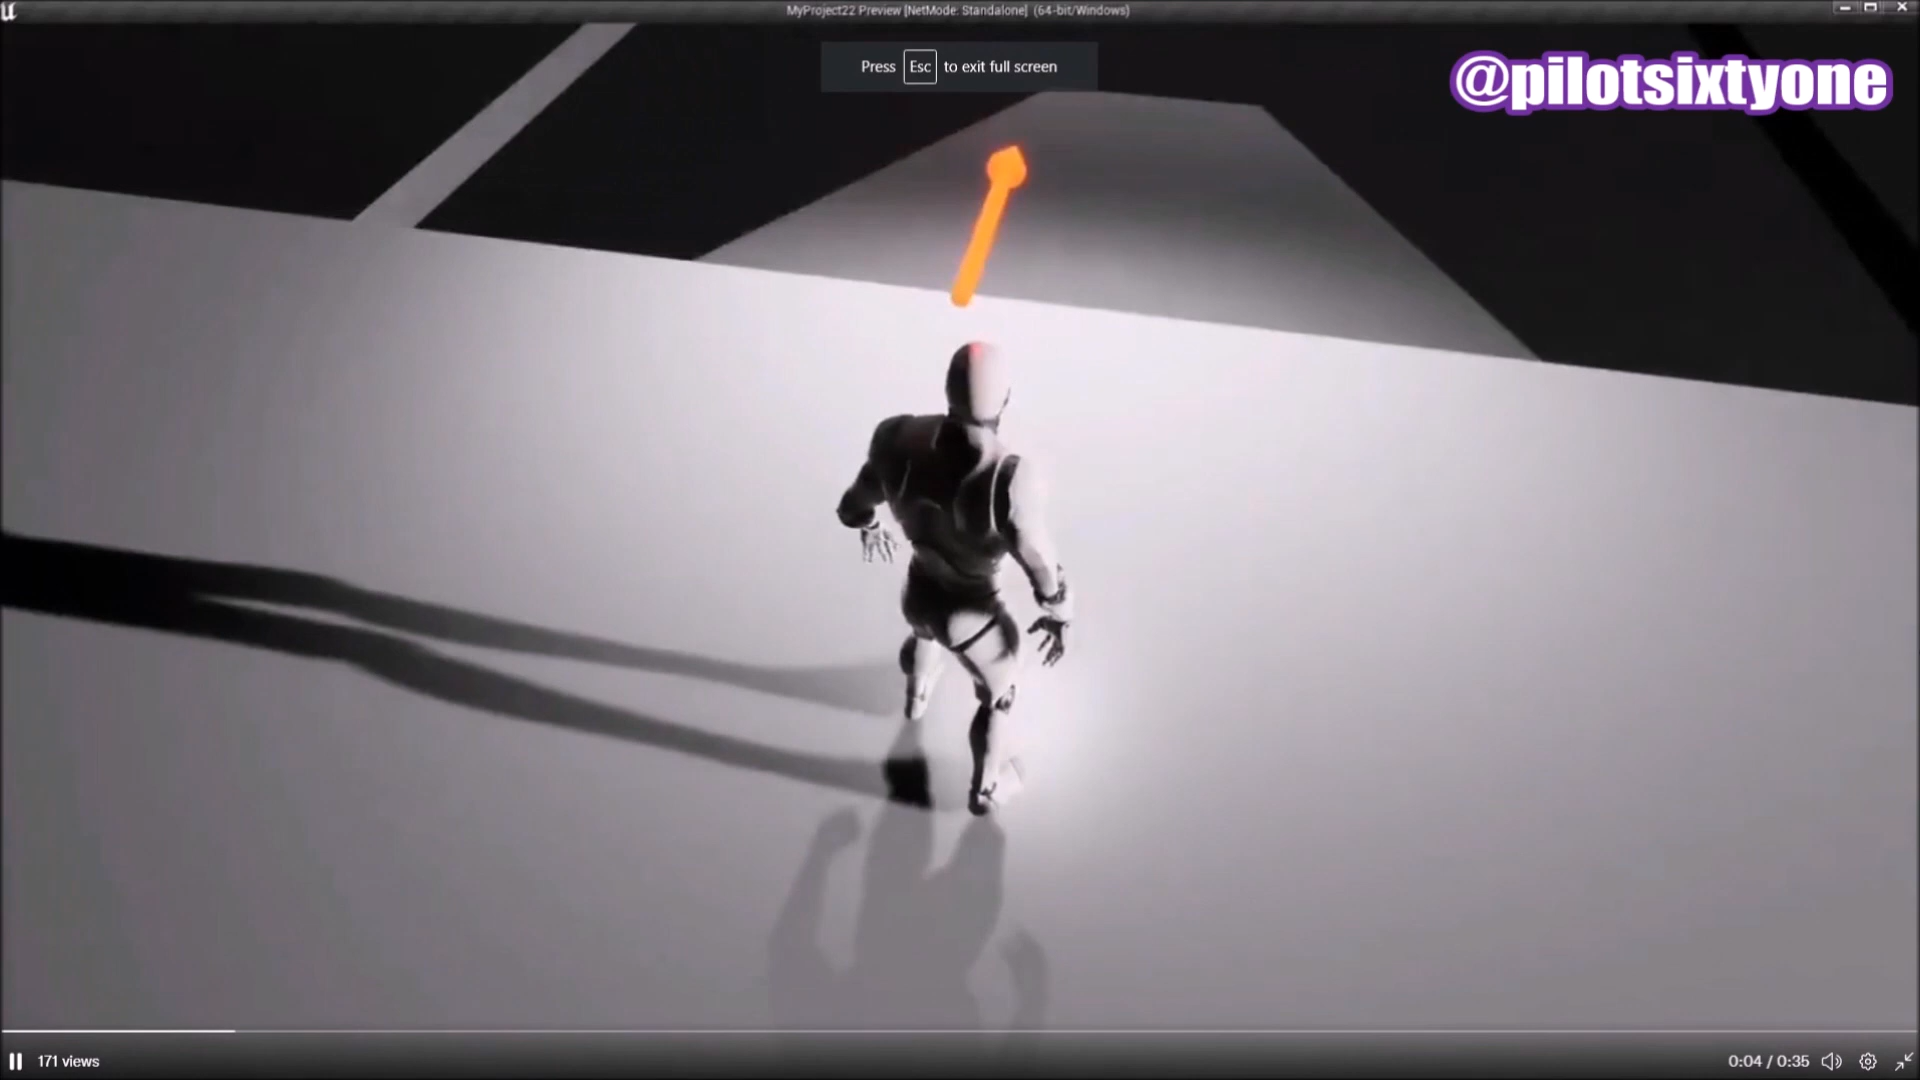 MyProject22 Preview [NetMode: Standalone] (64-bit/Windows)
Press Esc to exit full screen
@pilotsixtyone
171 views
0:04 / 0:35